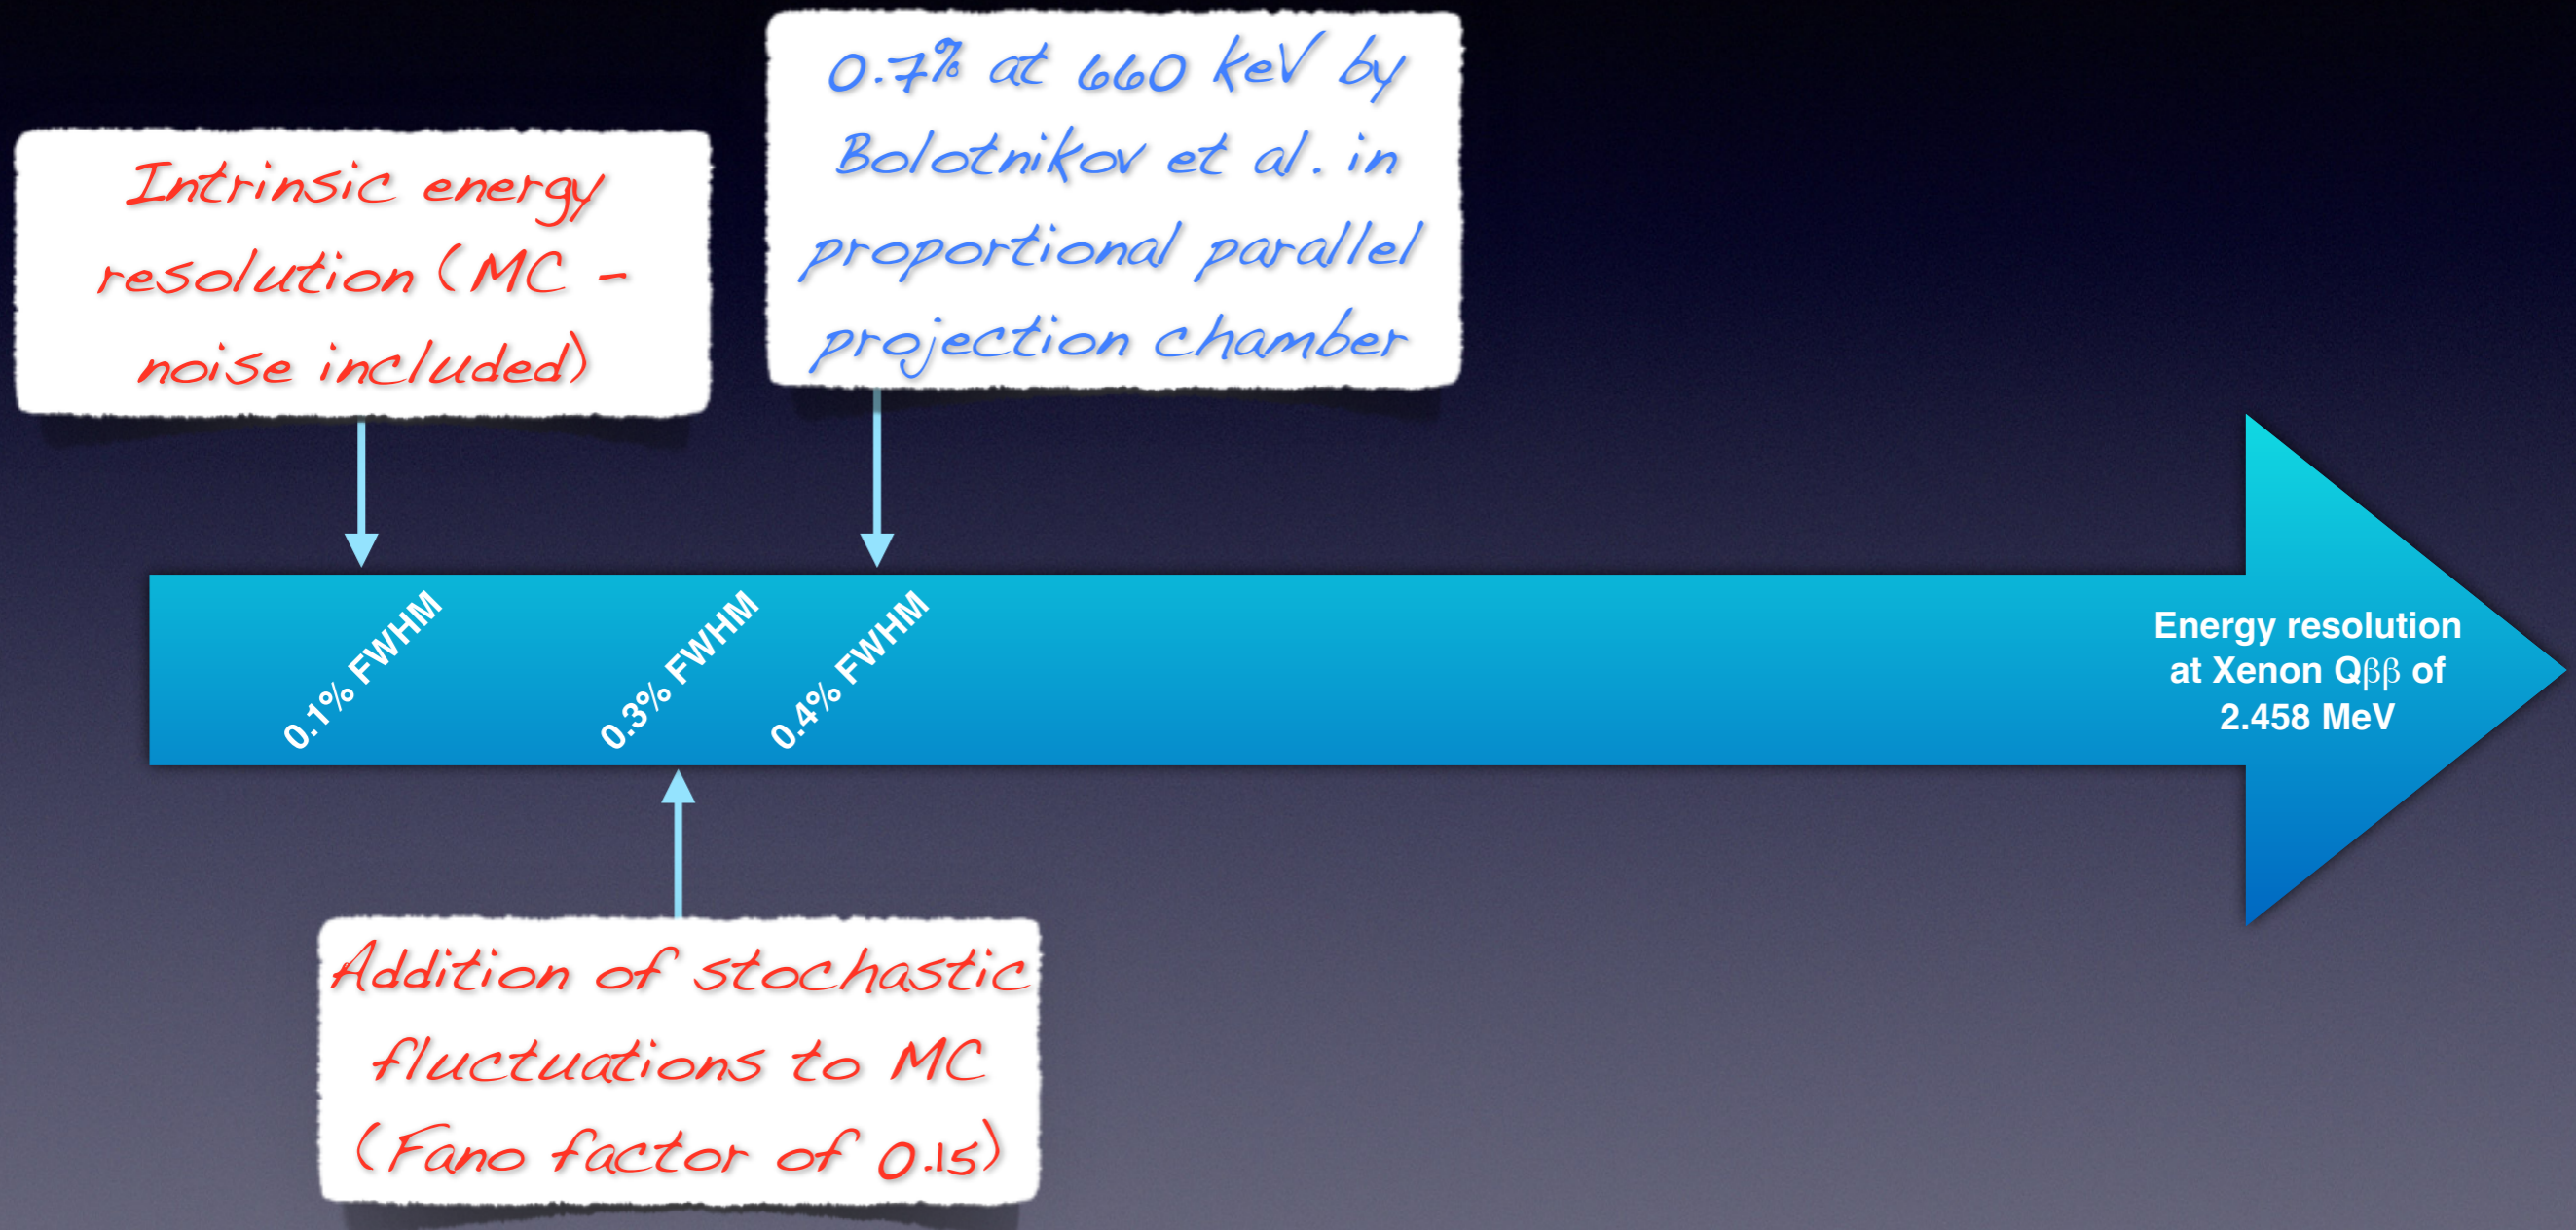 Intrinsic energy
resolution (MC -
noise included)
0.7% at 660 keV by
Bolotnikov et al. in
proportional parallel
projection chamber
0.1% FWHM
0.3% FWHM
0.4% FWHM
Energy resolution
at Xenon Qββ of
2.458 MeV
Addition of stochastic
fluctuations to MC
(Fano factor of 0.15)